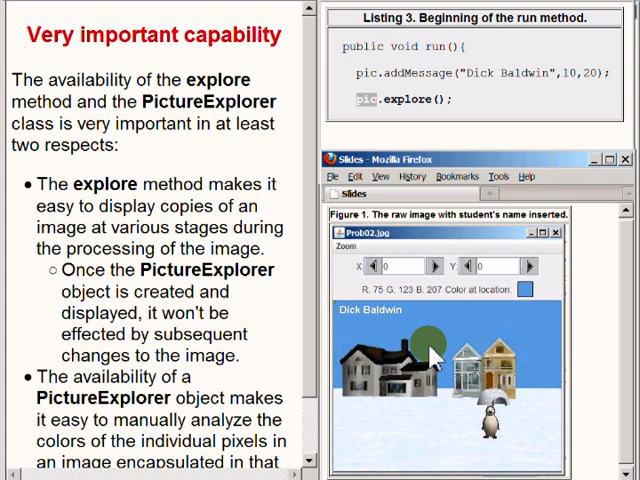 Very important capability
The availability of the explore
method and the PictureExplorer
class is very important in at least
two respects:
• The explore method makes it
easy to display copies of an
image at various stages during
the processing of the image.
○ Once the PictureExplorer
object is created and
displayed, it won't be
effected by subsequent
changes to the image.
• The availability of a
PictureExplorer object makes
it easy to manually analyze the
colors of the individual pixels in
an image encapsulated in that
Listing 3. Beginning of the run method.
public void run(){
pic.addMessage("Dick Baldwin",10,20);
pic.explore();
Slides - Mozilla Firefox
File Edit View History Bookmarks Tools Help
Slides
Figure 1. The raw image with student's name inserted.
Prob02.jpg
Zoom
X: 0 Y: 0
R: 75 G: 123 B: 207 Color at location:
Dick Baldwin